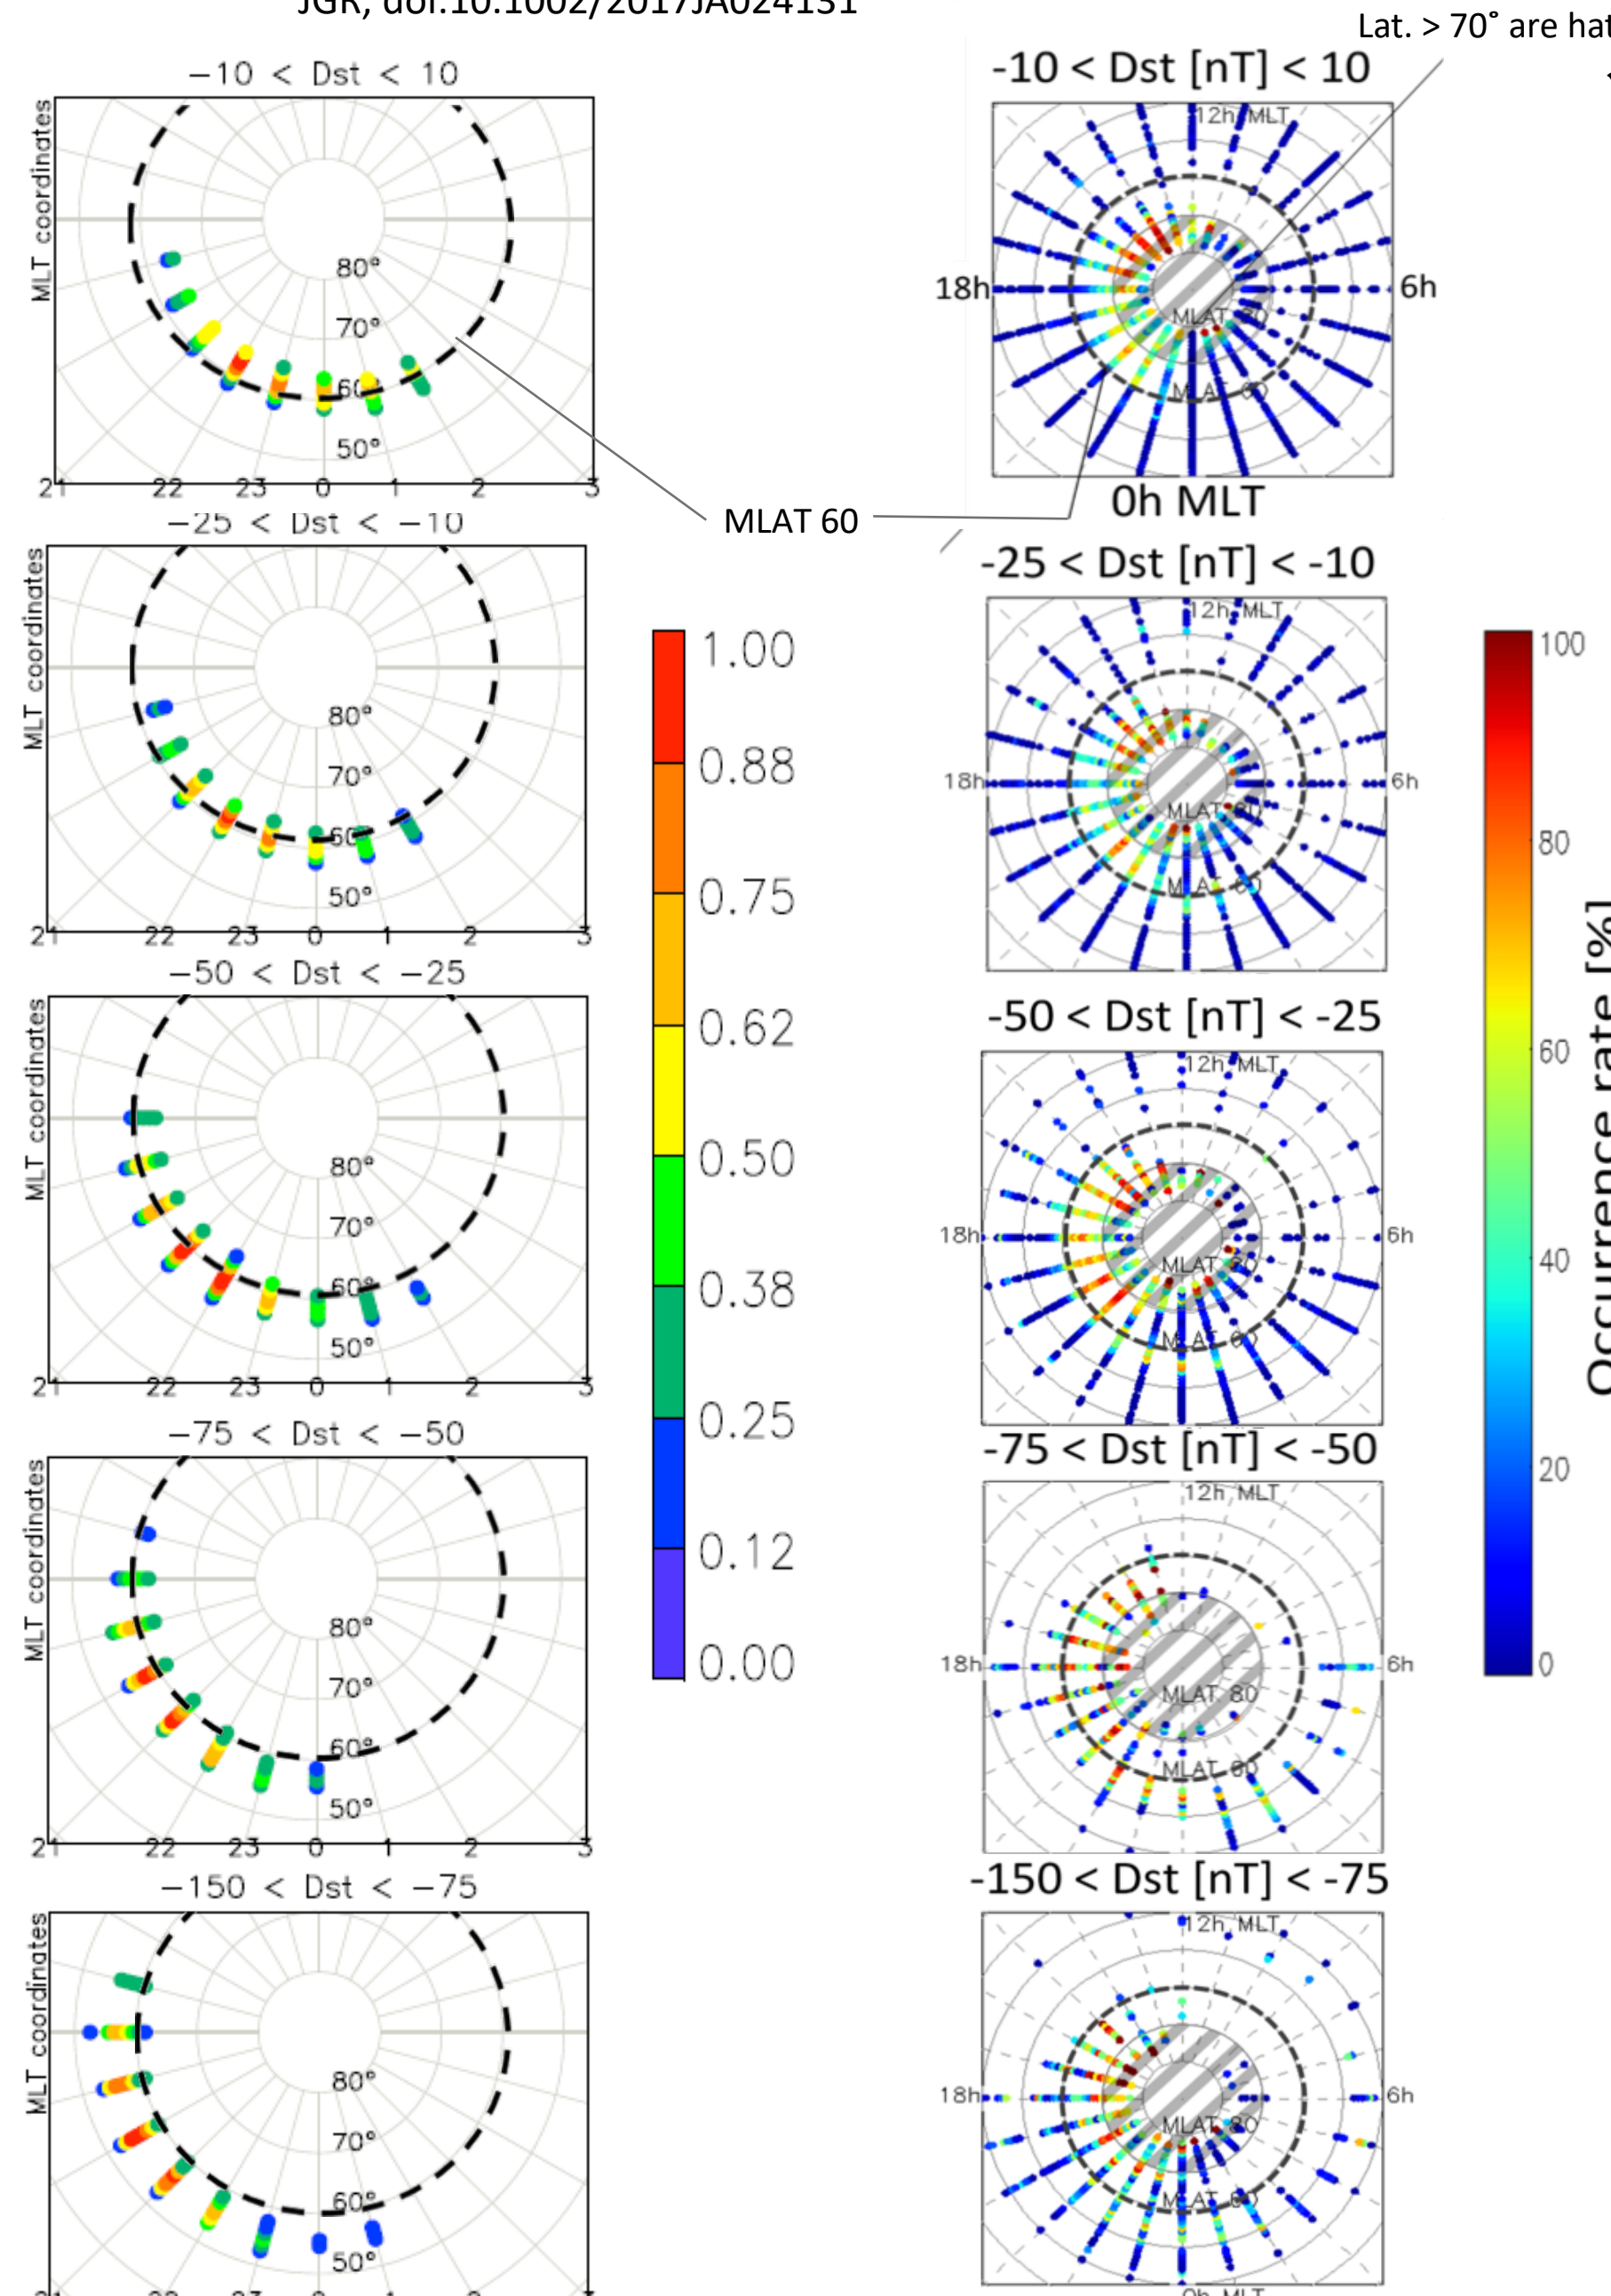 JGR, doi:10.1002/2017JA024131
Lat. > 70° are hat
−10 < Dst < 10
MLT coordinates
80°
70°
60°
50°
21 22 23 0 1 2 3
-10 < Dst [nT] < 10
12h MLT
18h
6h
MLAT 80
MLAT 60
0h MLT
MLAT 60
−25 < Dst < −10
MLT coordinates
80°
70°
60°
50°
21 22 23 0 1 2 3
-25 < Dst [nT] < -10
12h MLT
18h
6h
MLAT 80
MLAT 60
−50 < Dst < −25
MLT coordinates
80°
70°
60°
50°
21 22 23 0 1 2 3
-50 < Dst [nT] < -25
12h MLT
18h
6h
MLAT 80
MLAT 60
−75 < Dst < −50
MLT coordinates
80°
70°
60°
50°
21 22 23 0 1 2 3
-75 < Dst [nT] < -50
12h MLT
18h
6h
MLAT 80
MLAT 60
−150 < Dst < −75
MLT coordinates
80°
70°
60°
50°
-150 < Dst [nT] < -75
12h MLT
18h
6h
MLAT 80
MLAT 60
0h MLT
1.00
0.88
0.75
0.62
0.50
0.38
0.25
0.12
0.00
100
80
60
40
20
0
Occurrence rate [%]